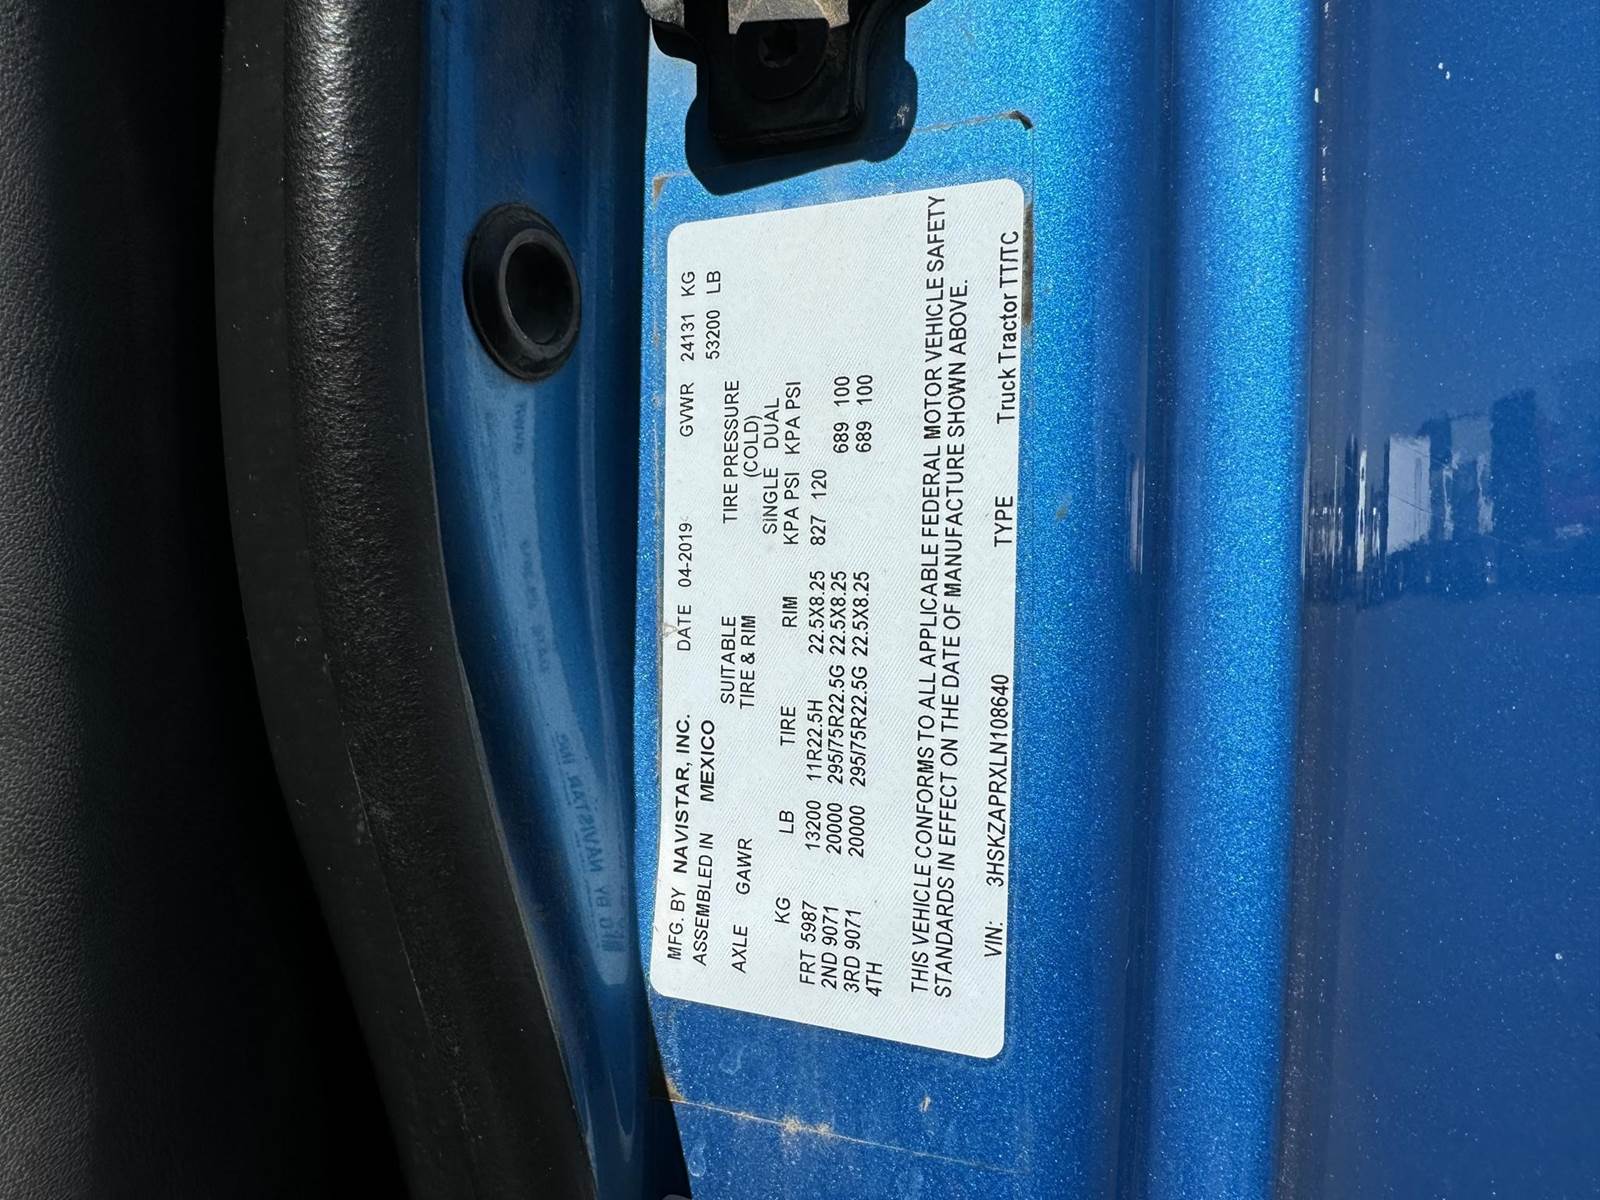 MFG. BY NAVISTAR, INC. DATE 04-2019 GVWR 24131 KG
ASSEMBLED IN MEXICO 53200 LB
AXLE GAWR SUITABLE TIRE PRESSURE
TIRE & RIM (COLD)
SINGLE DUAL
KG LB TIRE RIM KPA PSI KPA PSI
FRT 5987 13200 11R22.5H 22.5X8.25 827 120
2ND 9071 20000 295/75R22.5G 22.5X8.25 689 100
3RD 9071 20000 295/75R22.5G 22.5X8.25 689 100
4TH
THIS VEHICLE CONFORMS TO ALL APPLICABLE FEDERAL MOTOR VEHICLE SAFETY
STANDARDS IN EFFECT ON THE DATE OF MANUFACTURE SHOWN ABOVE.
VIN: 3HSKZAPRXLN108640 TYPE Truck Tractor TT/TC